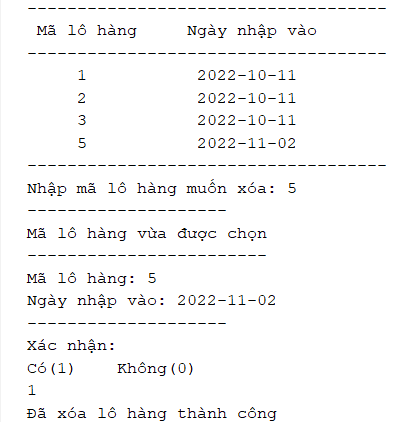 ------------------------------------
Mã lô hàng     Ngày nhập vào
------------------------------------
1     2022-10-11
2     2022-10-11
3     2022-10-11
5     2022-11-02
------------------------------------
Nhập mã lô hàng muốn xóa: 5
--------------------
Mã lô hàng vừa được chọn
------------------------
Mã lô hàng: 5
Ngày nhập vào: 2022-11-02
--------------------
Xác nhận:
Có(1)    Không(0)
1
Đã xóa lô hàng thành công